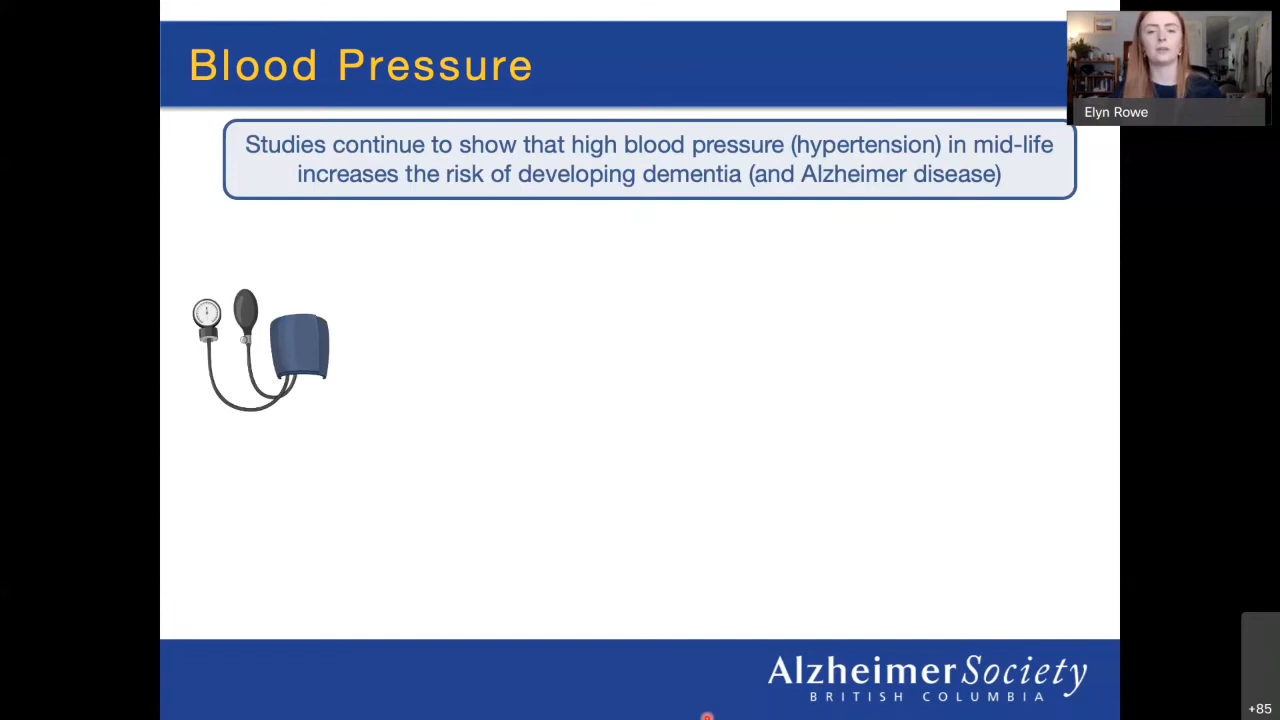 Blood Pressure
Elyn Rowe
Studies continue to show that high blood pressure (hypertension) in mid-life
increases the risk of developing dementia (and Alzheimer disease)
AlzheimerSociety
BRITISH COLUMBIA
+85